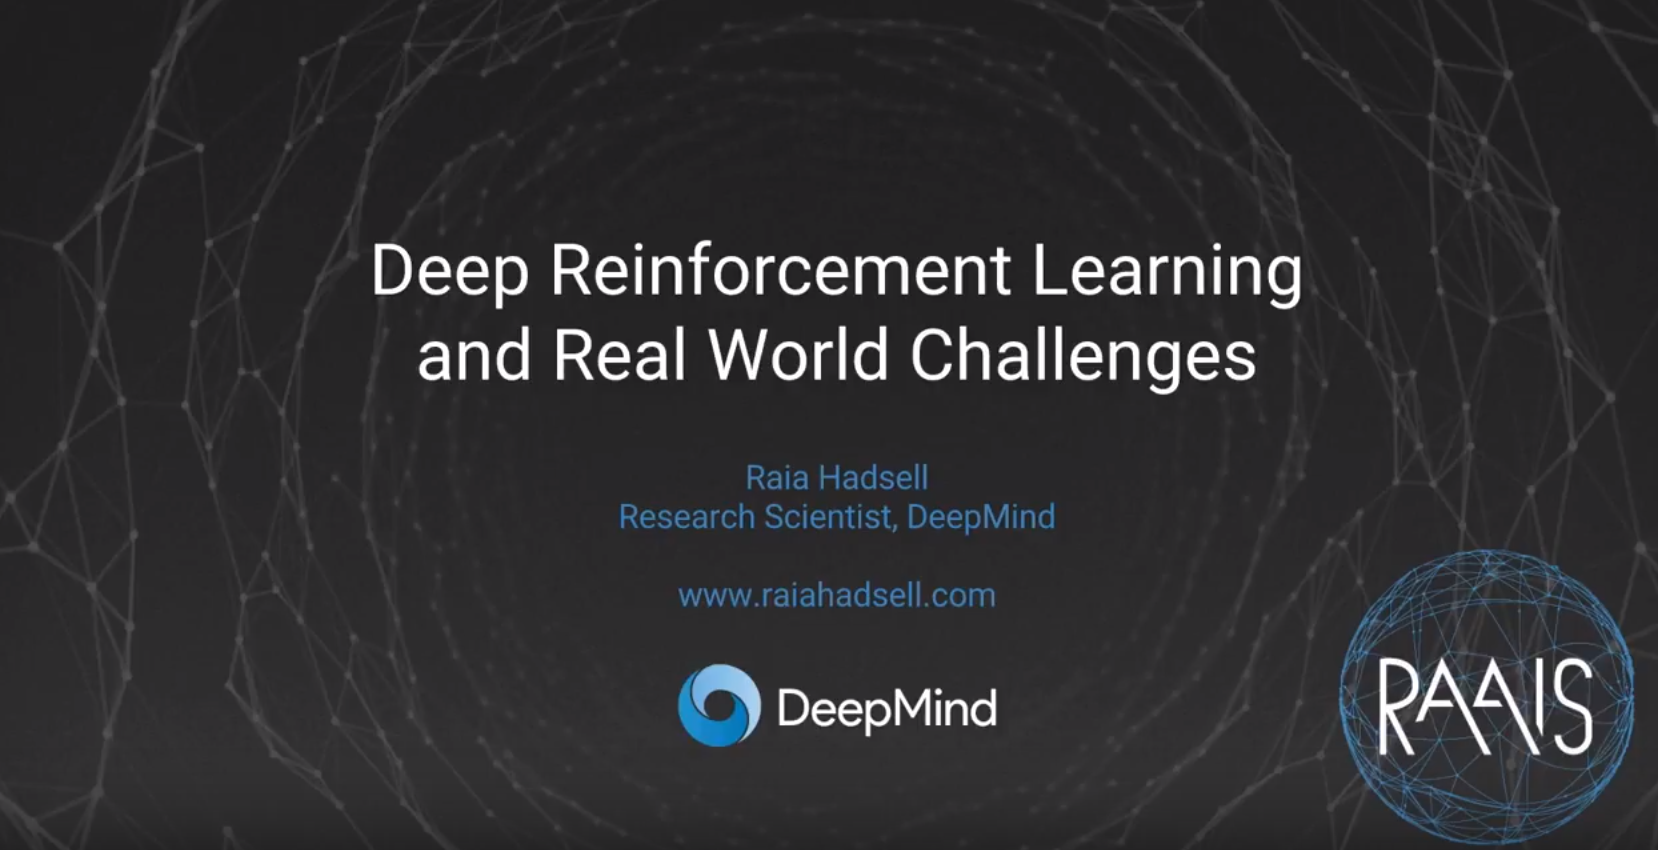 Deep Reinforcement Learning
and Real World Challenges
Raia Hadsell
Research Scientist, DeepMind
www.raiahadsell.com
DeepMind
RAAIS